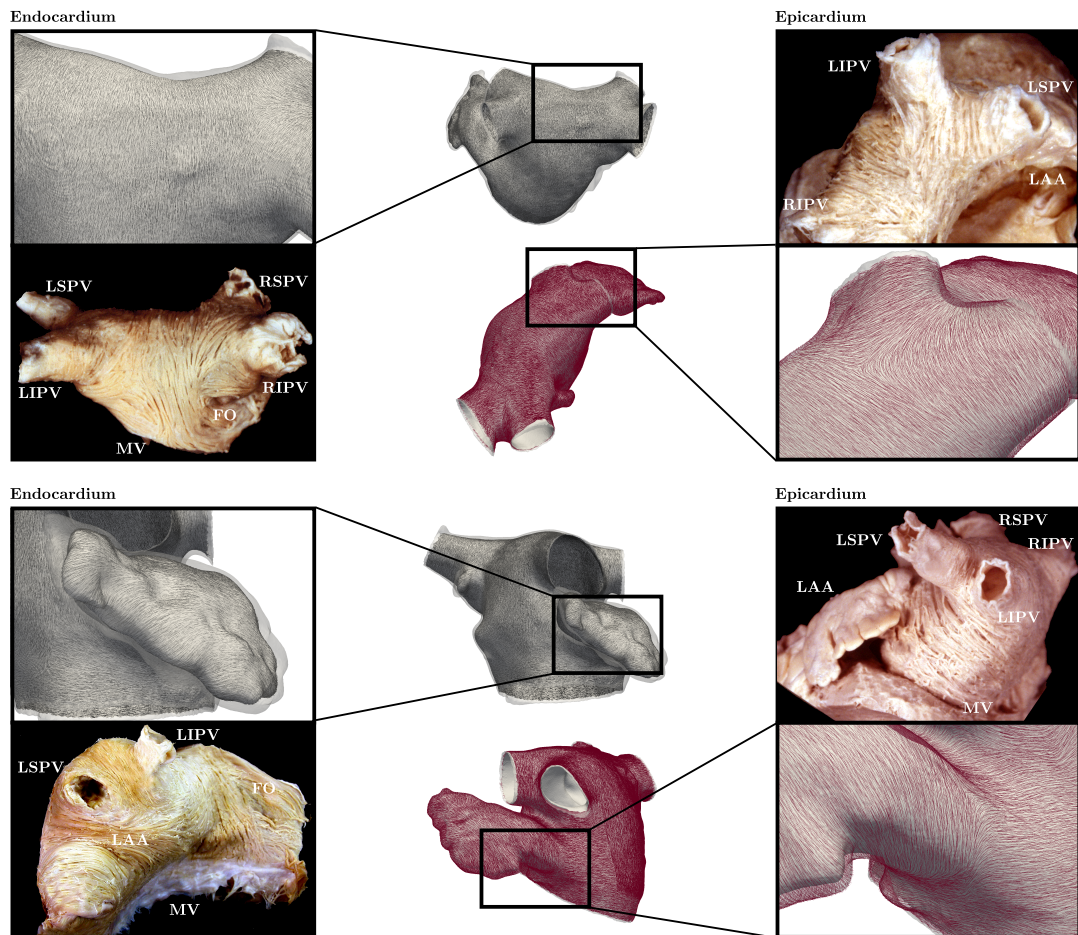 Endocardium
Epicardium
LIPV
LSPV
LAA
RIPV
LSPV
RSPV
LIPV
RIPV
FO
MV
Endocardium
Epicardium
RSPV
LSPV
RIPV
LAA
LIPV
MV
LIPV
LSPV
FO
LAA
MV